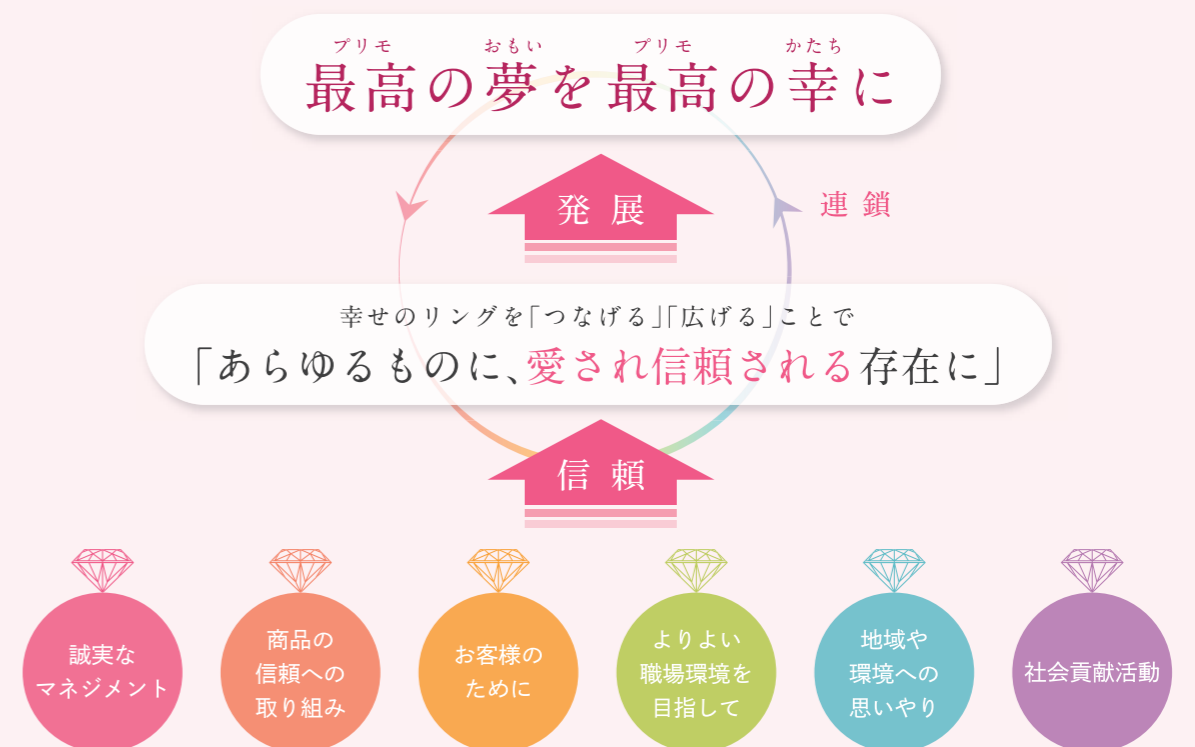 プリモ おもい プリモ かたち
最高の夢を最高の幸に
発展
連鎖
幸せのリングを「つなげる」「広げる」ことで
「あらゆるものに、愛され信頼される存在に」
信頼
誠実な
マネジメント
商品の
信頼への
取り組み
お客様の
ために
よりよい
職場環境を
目指して
地域や
環境への
思いやり
社会貢献活動